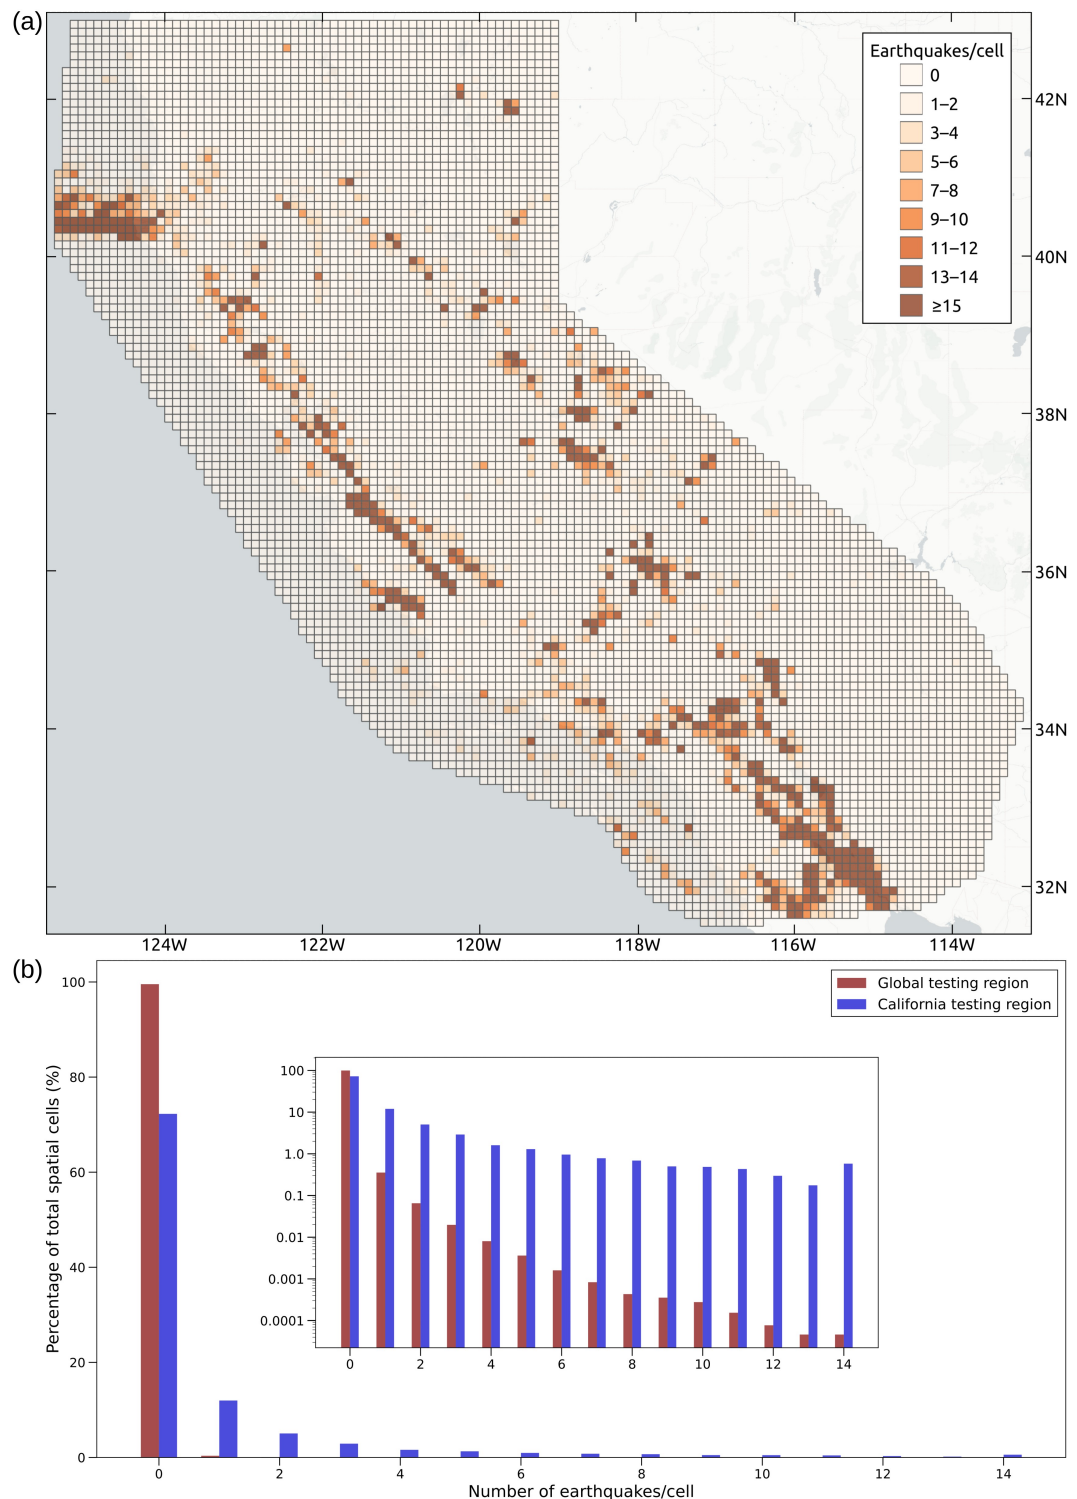 (a)
Earthquakes/cell
0
1–2
3–4
5–6
7–8
9–10
11–12
13–14
≥15
42N
40N
38N
36N
34N
32N
124W 122W 120W 118W 116W 114W
(b)
Global testing region
California testing region
Percentage of total spatial cells (%)
100
80
60
40
20
0
100
10
1.0
0.1
0.01
0.001
0.0001
0 2 4 6 8 10 12 14
0 2 4 6 8 10 12 14
Number of earthquakes/cell